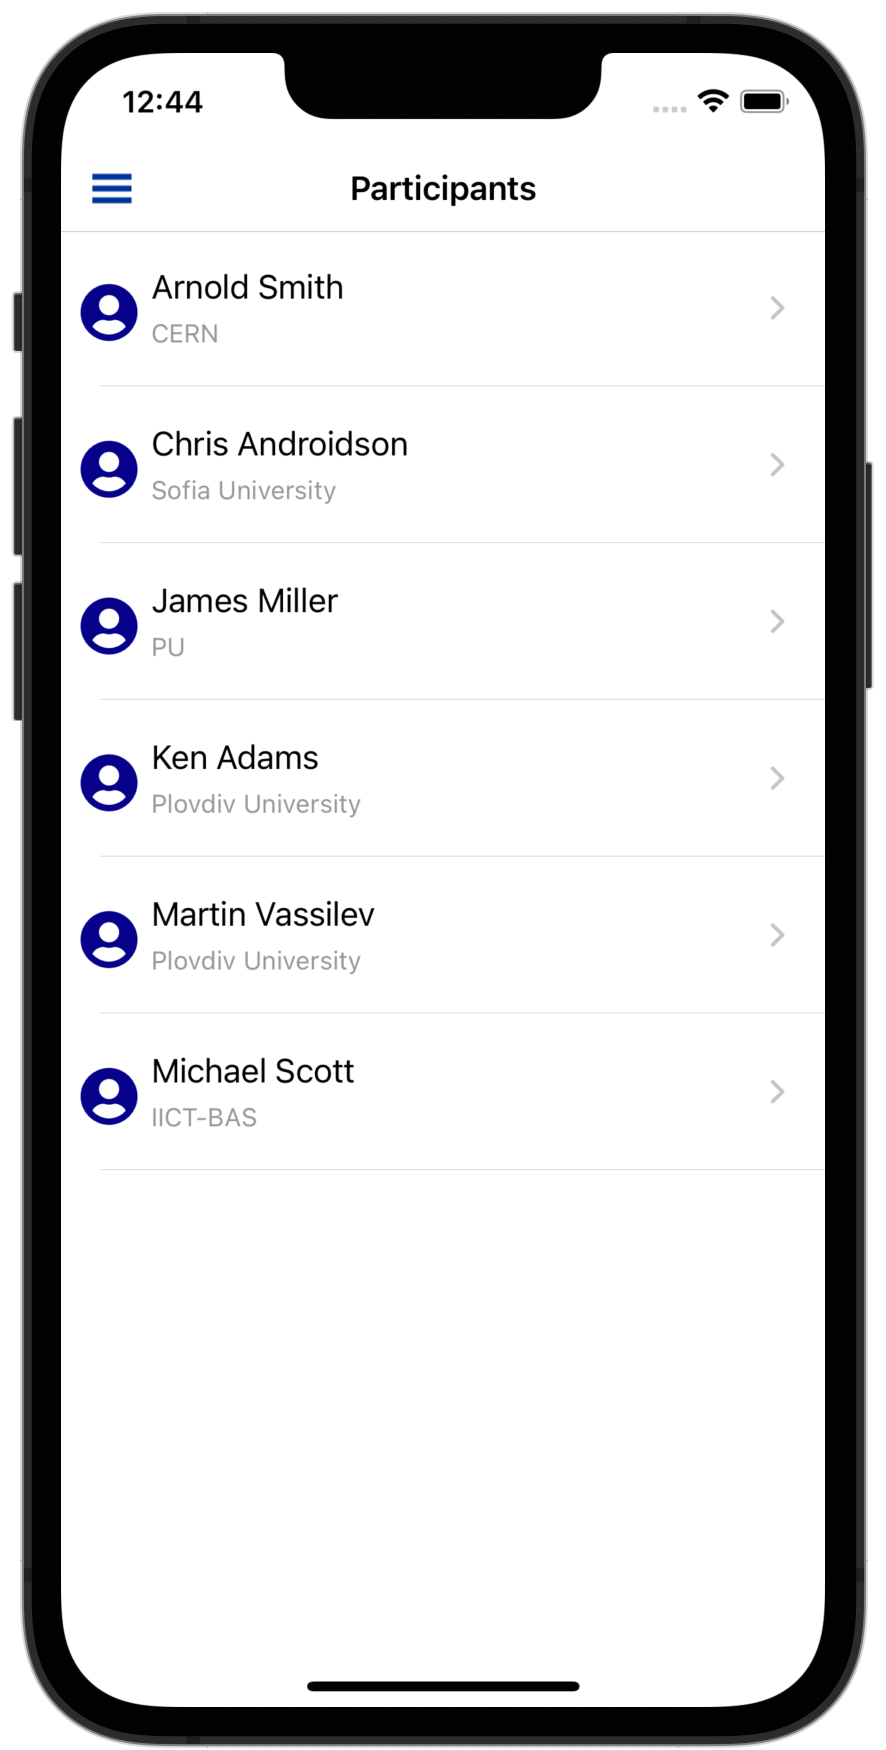 12:44
Participants
Arnold Smith
CERN
Chris Androidson
Sofia University
James Miller
PU
Ken Adams
Plovdiv University
Martin Vassilev
Plovdiv University
Michael Scott
IICT-BAS